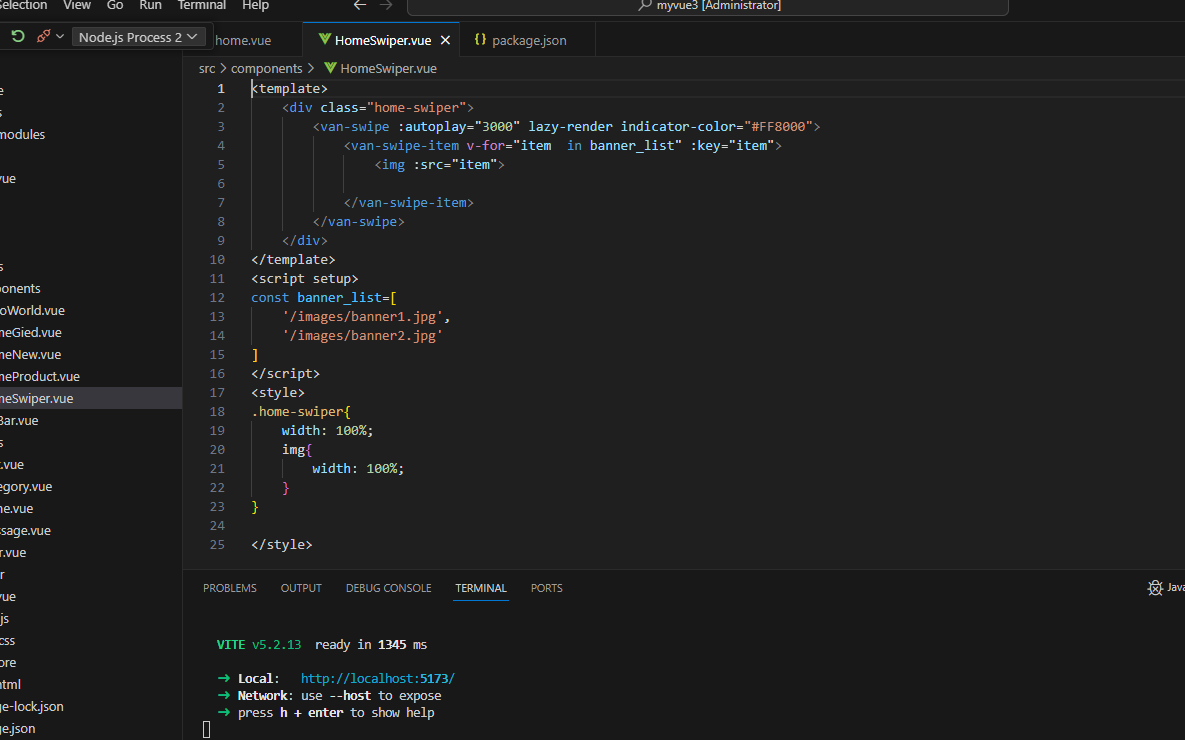 Selection View Go Run Terminal Help myvue3 [Administrator]
Node.js Process 2 home.vue HomeSwiper.vue {} package.json
src > components > HomeSwiper.vue
1 <template>
2 <div class="home-swiper">
3 <van-swipe :autoplay="3000" lazy-render indicator-color="#FF8000">
4 <van-swipe-item v-for="item  in banner_list" :key="item">
5 <img :src="item">
6
7 </van-swipe-item>
8 </van-swipe>
9 </div>
10 </template>
11 <script setup>
12 const banner_list=[
13 '/images/banner1.jpg',
14 '/images/banner2.jpg'
15 ]
16 </script>
17 <style>
18 .home-swiper{
19 width: 100%;
20 img{
21 width: 100%;
22 }
23 }
24
25 </style>
e
s
modules
vue
s
onents
oWorld.vue
meGied.vue
meNew.vue
meProduct.vue
meSwiper.vue
Bar.vue
s
.vue
egory.vue
ne.vue
ssage.vue
r.vue
r
vue
js
css
ore
html
ge-lock.json
ge.json
PROBLEMS OUTPUT DEBUG CONSOLE TERMINAL PORTS Java
VITE v5.2.13 ready in 1345 ms
➜ Local: http://localhost:5173/
➜ Network: use --host to expose
➜ press h + enter to show help